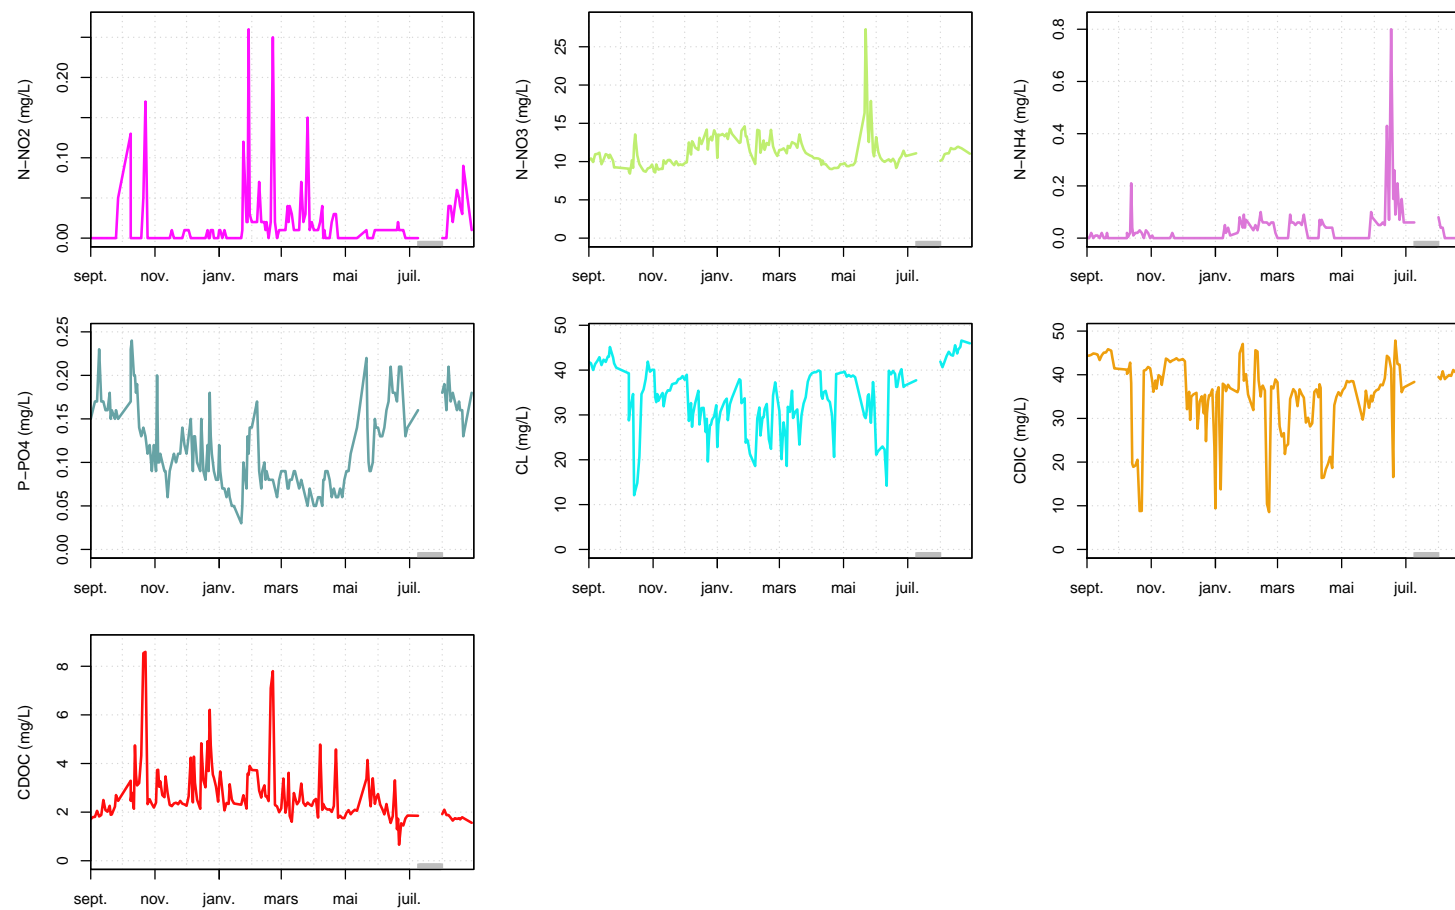 N−NO2 (mg/L)
0.00 0.10 0.20
sept. nov. janv. mars mai juil.
N−NO3 (mg/L)
0 5 10 15 20 25
sept. nov. janv. mars mai juil.
N−NH4 (mg/L)
0.0 0.2 0.4 0.6 0.8
sept. nov. janv. mars mai juil.
P−PO4 (mg/L)
0.00 0.05 0.10 0.15 0.20 0.25
sept. nov. janv. mars mai juil.
CL (mg/L)
0 10 20 30 40 50
sept. nov. janv. mars mai juil.
CDIC (mg/L)
0 10 20 30 40 50
sept. nov. janv. mars mai juil.
CDOC (mg/L)
0 2 4 6 8
sept. nov. janv. mars mai juil.